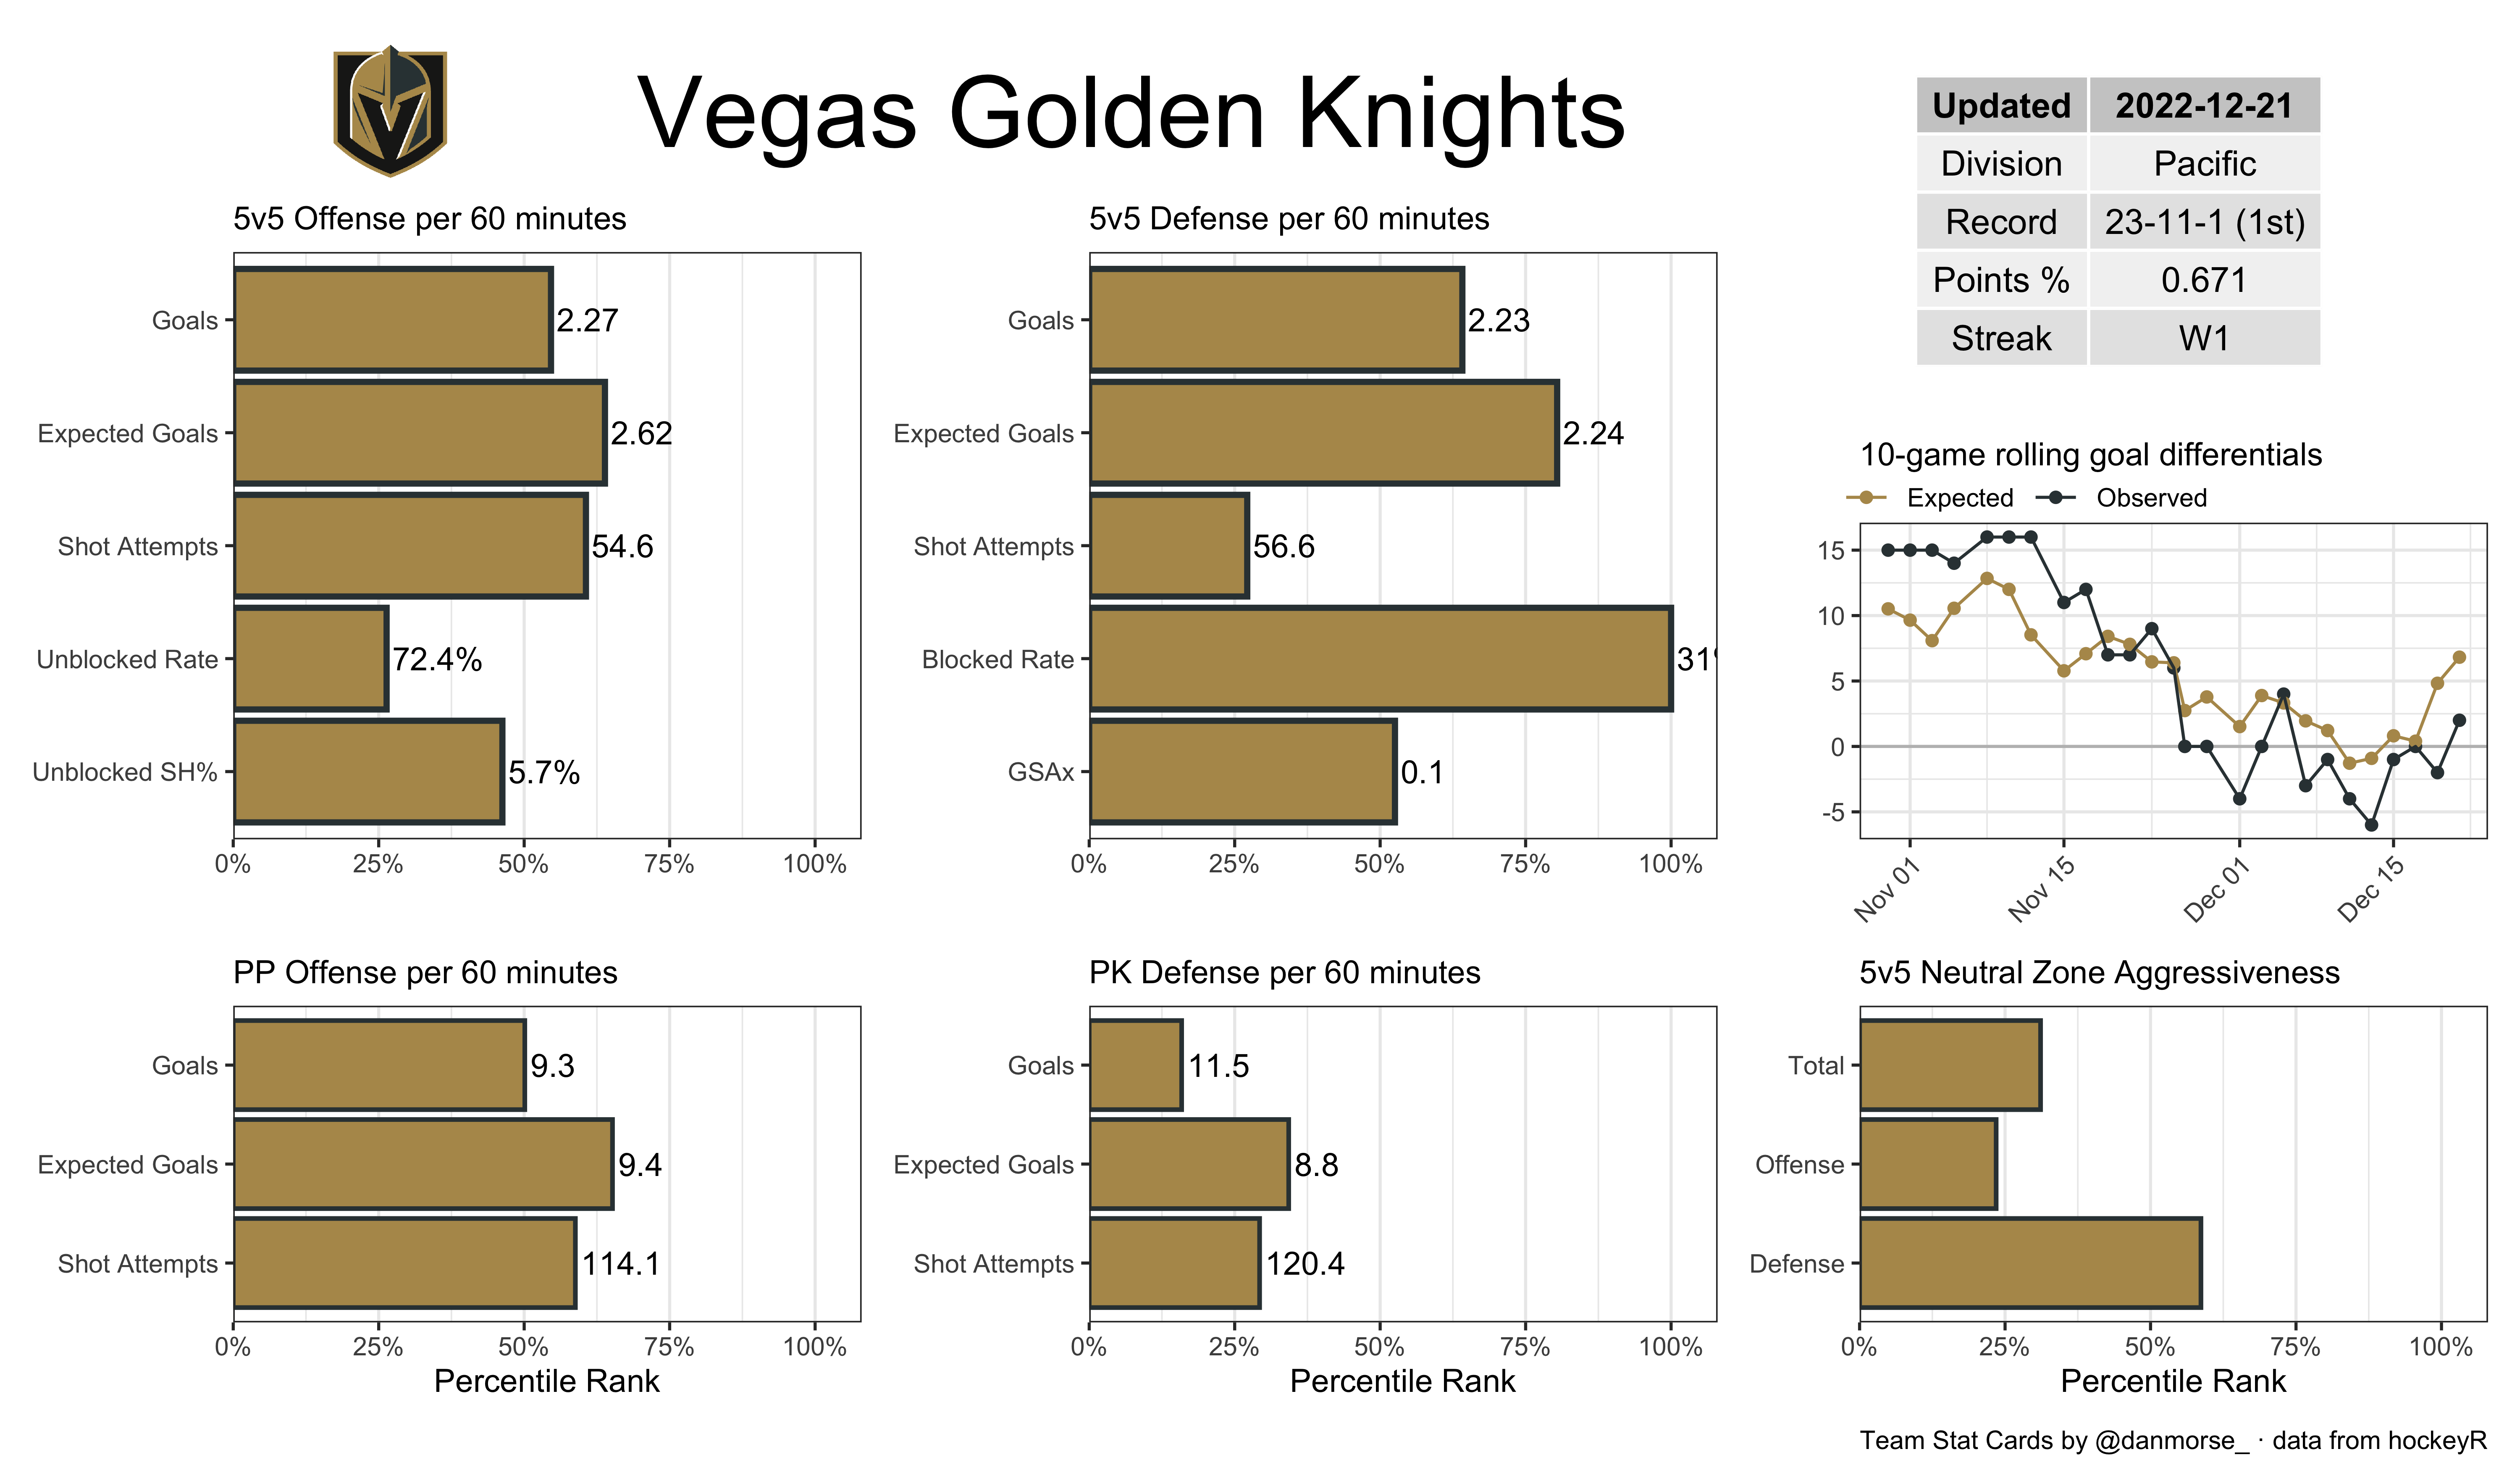 Vegas Golden Knights
Updated 2022-12-21
Division Pacific
Record 23-11-1 (1st)
Points % 0.671
Streak W1
5v5 Offense per 60 minutes
Goals 2.27
Expected Goals 2.62
Shot Attempts 54.6
Unblocked Rate 72.4%
Unblocked SH% 5.7%
0% 25% 50% 75% 100%
5v5 Defense per 60 minutes
Goals 2.23
Expected Goals 2.24
Shot Attempts 56.6
Blocked Rate 31
GSAx 0.1
0% 25% 50% 75% 100%
10-game rolling goal differentials
Expected Observed
15
10
5
0
-5
Nov 01 Nov 15 Dec 01 Dec 15
PP Offense per 60 minutes
Goals 9.3
Expected Goals 9.4
Shot Attempts 114.1
0% 25% 50% 75% 100%
Percentile Rank
PK Defense per 60 minutes
Goals 11.5
Expected Goals 8.8
Shot Attempts 120.4
0% 25% 50% 75% 100%
Percentile Rank
5v5 Neutral Zone Aggressiveness
Total
Offense
Defense
0% 25% 50% 75% 100%
Percentile Rank
Team Stat Cards by @danmorse_ · data from hockeyR